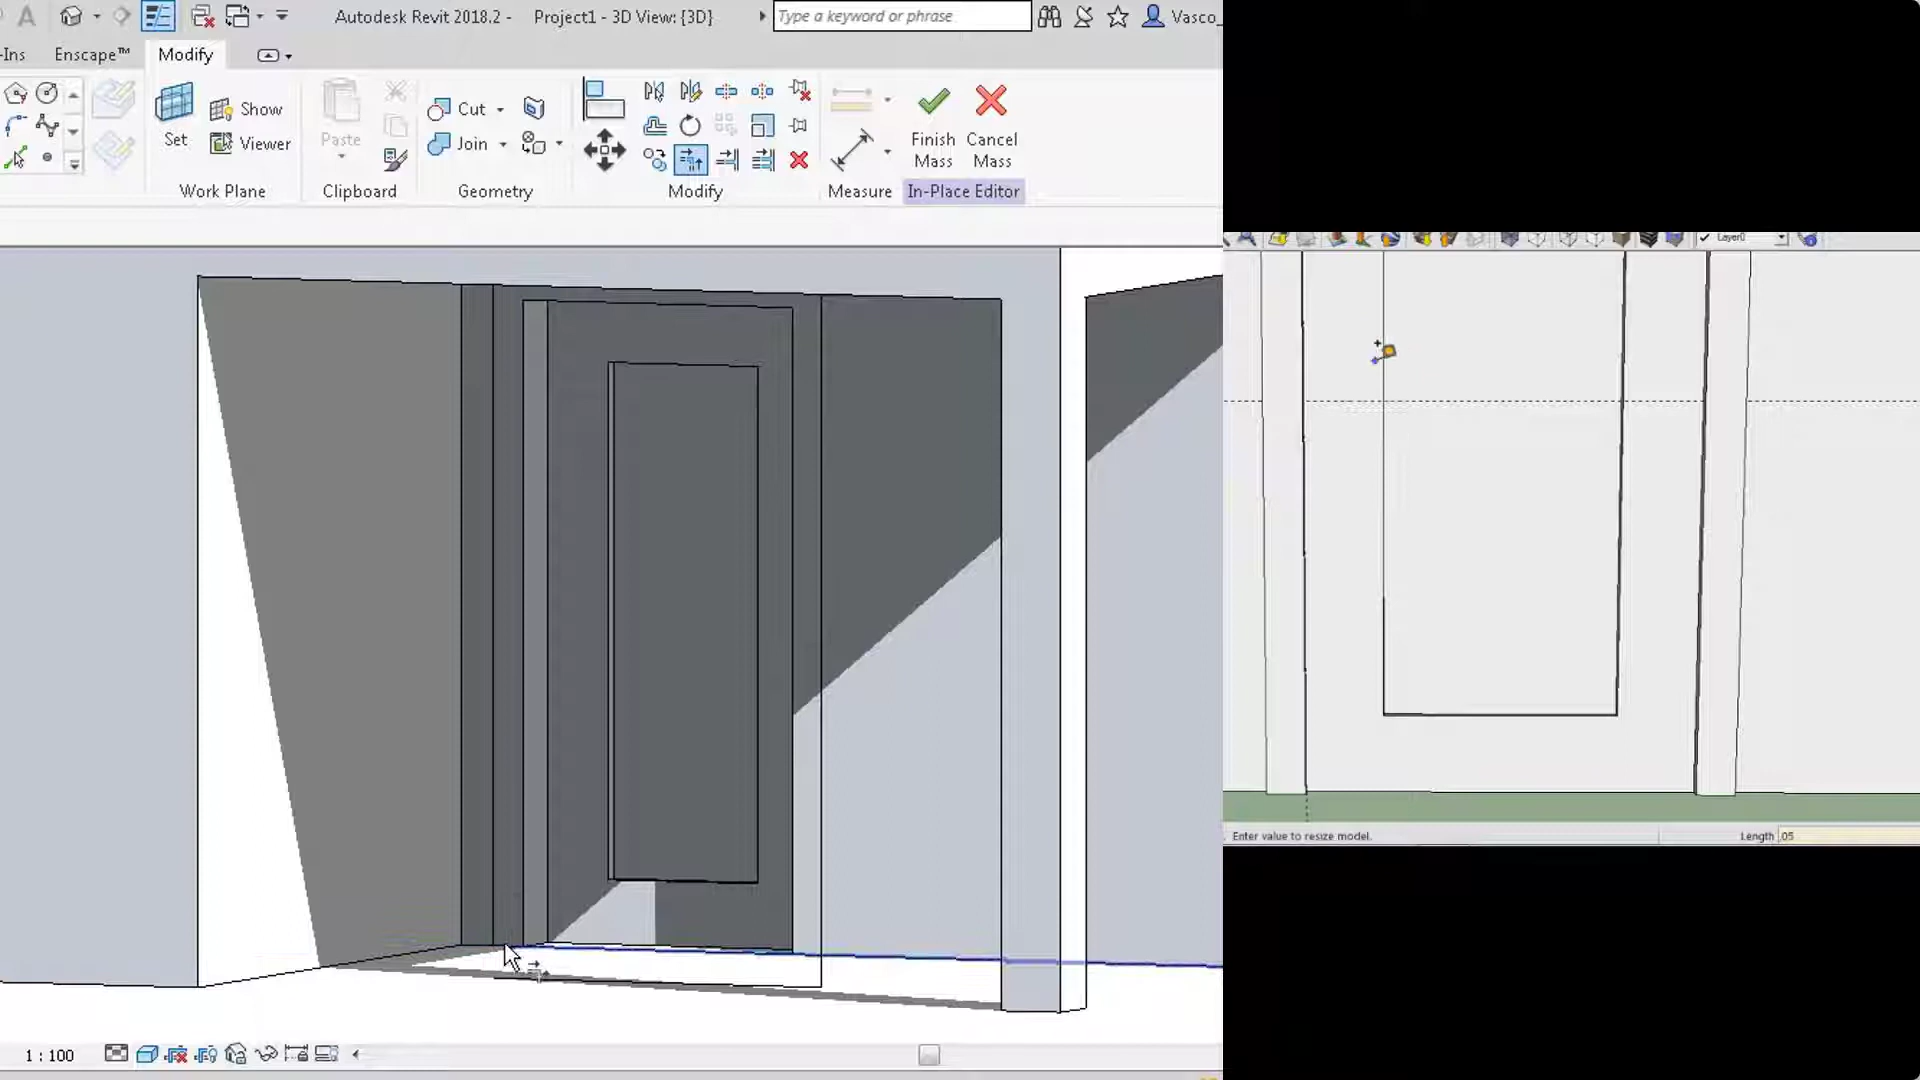 Autodesk Revit 2018.2 - Project1 - 3D View: {3D}
Type a keyword or phrase
Vasco_
-Ins Enscape™ Modify
A
Set
Show
Viewer
Work Plane
Paste
Clipboard
Cut
Join
Geometry
Modify
Measure
Finish Mass
Cancel Mass
In-Place Editor
Layer0
Enter value to resize model.
Length .05
1 : 100